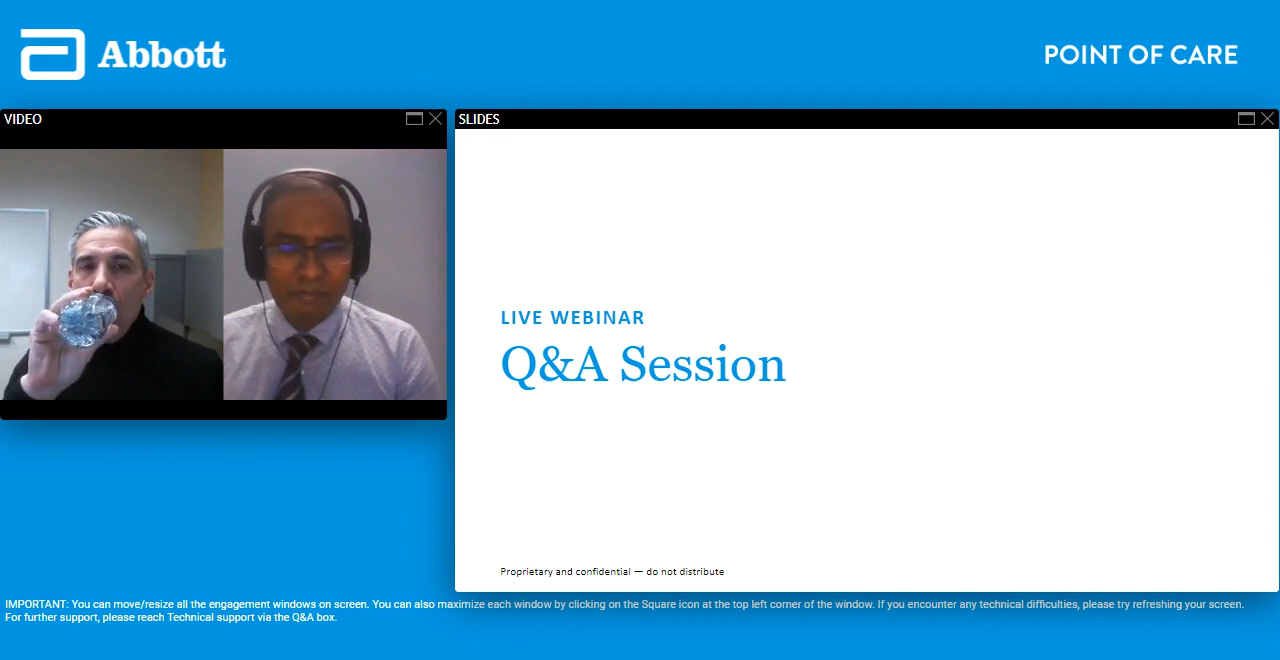 Abbott
POINT OF CARE
VIDEO
SLIDES
LIVE WEBINAR
Q&A Session
Proprietary and confidential — do not distribute
IMPORTANT: You can move/resize all the engagement windows on screen. You can also maximize each window by clicking on the Square icon at the top left corner of the window. If you encounter any technical difficulties, please try refreshing your screen.
For further support, please reach Technical support via the Q&A box.